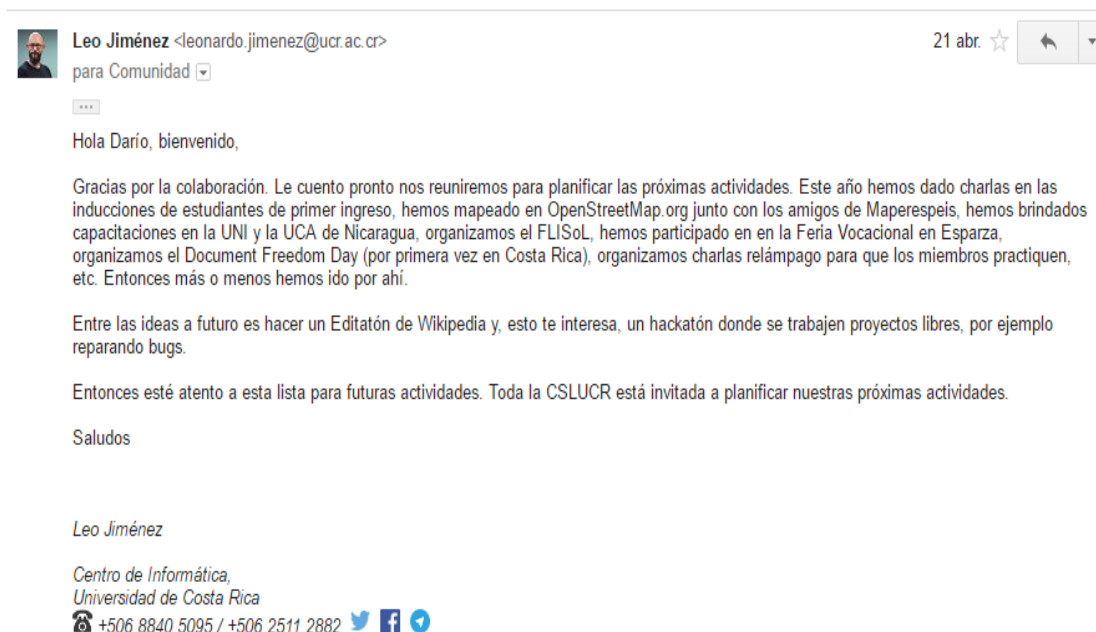 Leo Jiménez <leonardo.jimenez@ucr.ac.cr>
21 abr.
para Comunidad
Hola Darío, bienvenido,
Gracias por la colaboración. Le cuento pronto nos reuniremos para planificar las próximas actividades. Este año hemos dado charlas en las
inducciones de estudiantes de primer ingreso, hemos mapeado en OpenStreetMap.org junto con los amigos de Maperespeis, hemos brindados
capacitaciones en la UNI y la UCA de Nicaragua, organizamos el FLISoL, hemos participado en en la Feria Vocacional en Esparza,
organizamos el Document Freedom Day (por primera vez en Costa Rica), organizamos charlas relámpago para que los miembros practiquen,
etc. Entonces más o menos hemos ido por ahí.
Entre las ideas a futuro es hacer un Editatón de Wikipedia y, esto te interesa, un hackatón donde se trabajen proyectos libres, por ejemplo
reparando bugs.
Entonces esté atento a esta lista para futuras actividades. Toda la CSLUCR está invitada a planificar nuestras próximas actividades.
Saludos
Leo Jiménez
Centro de Informática,
Universidad de Costa Rica
+506 8840 5095 / +506 2511 2882